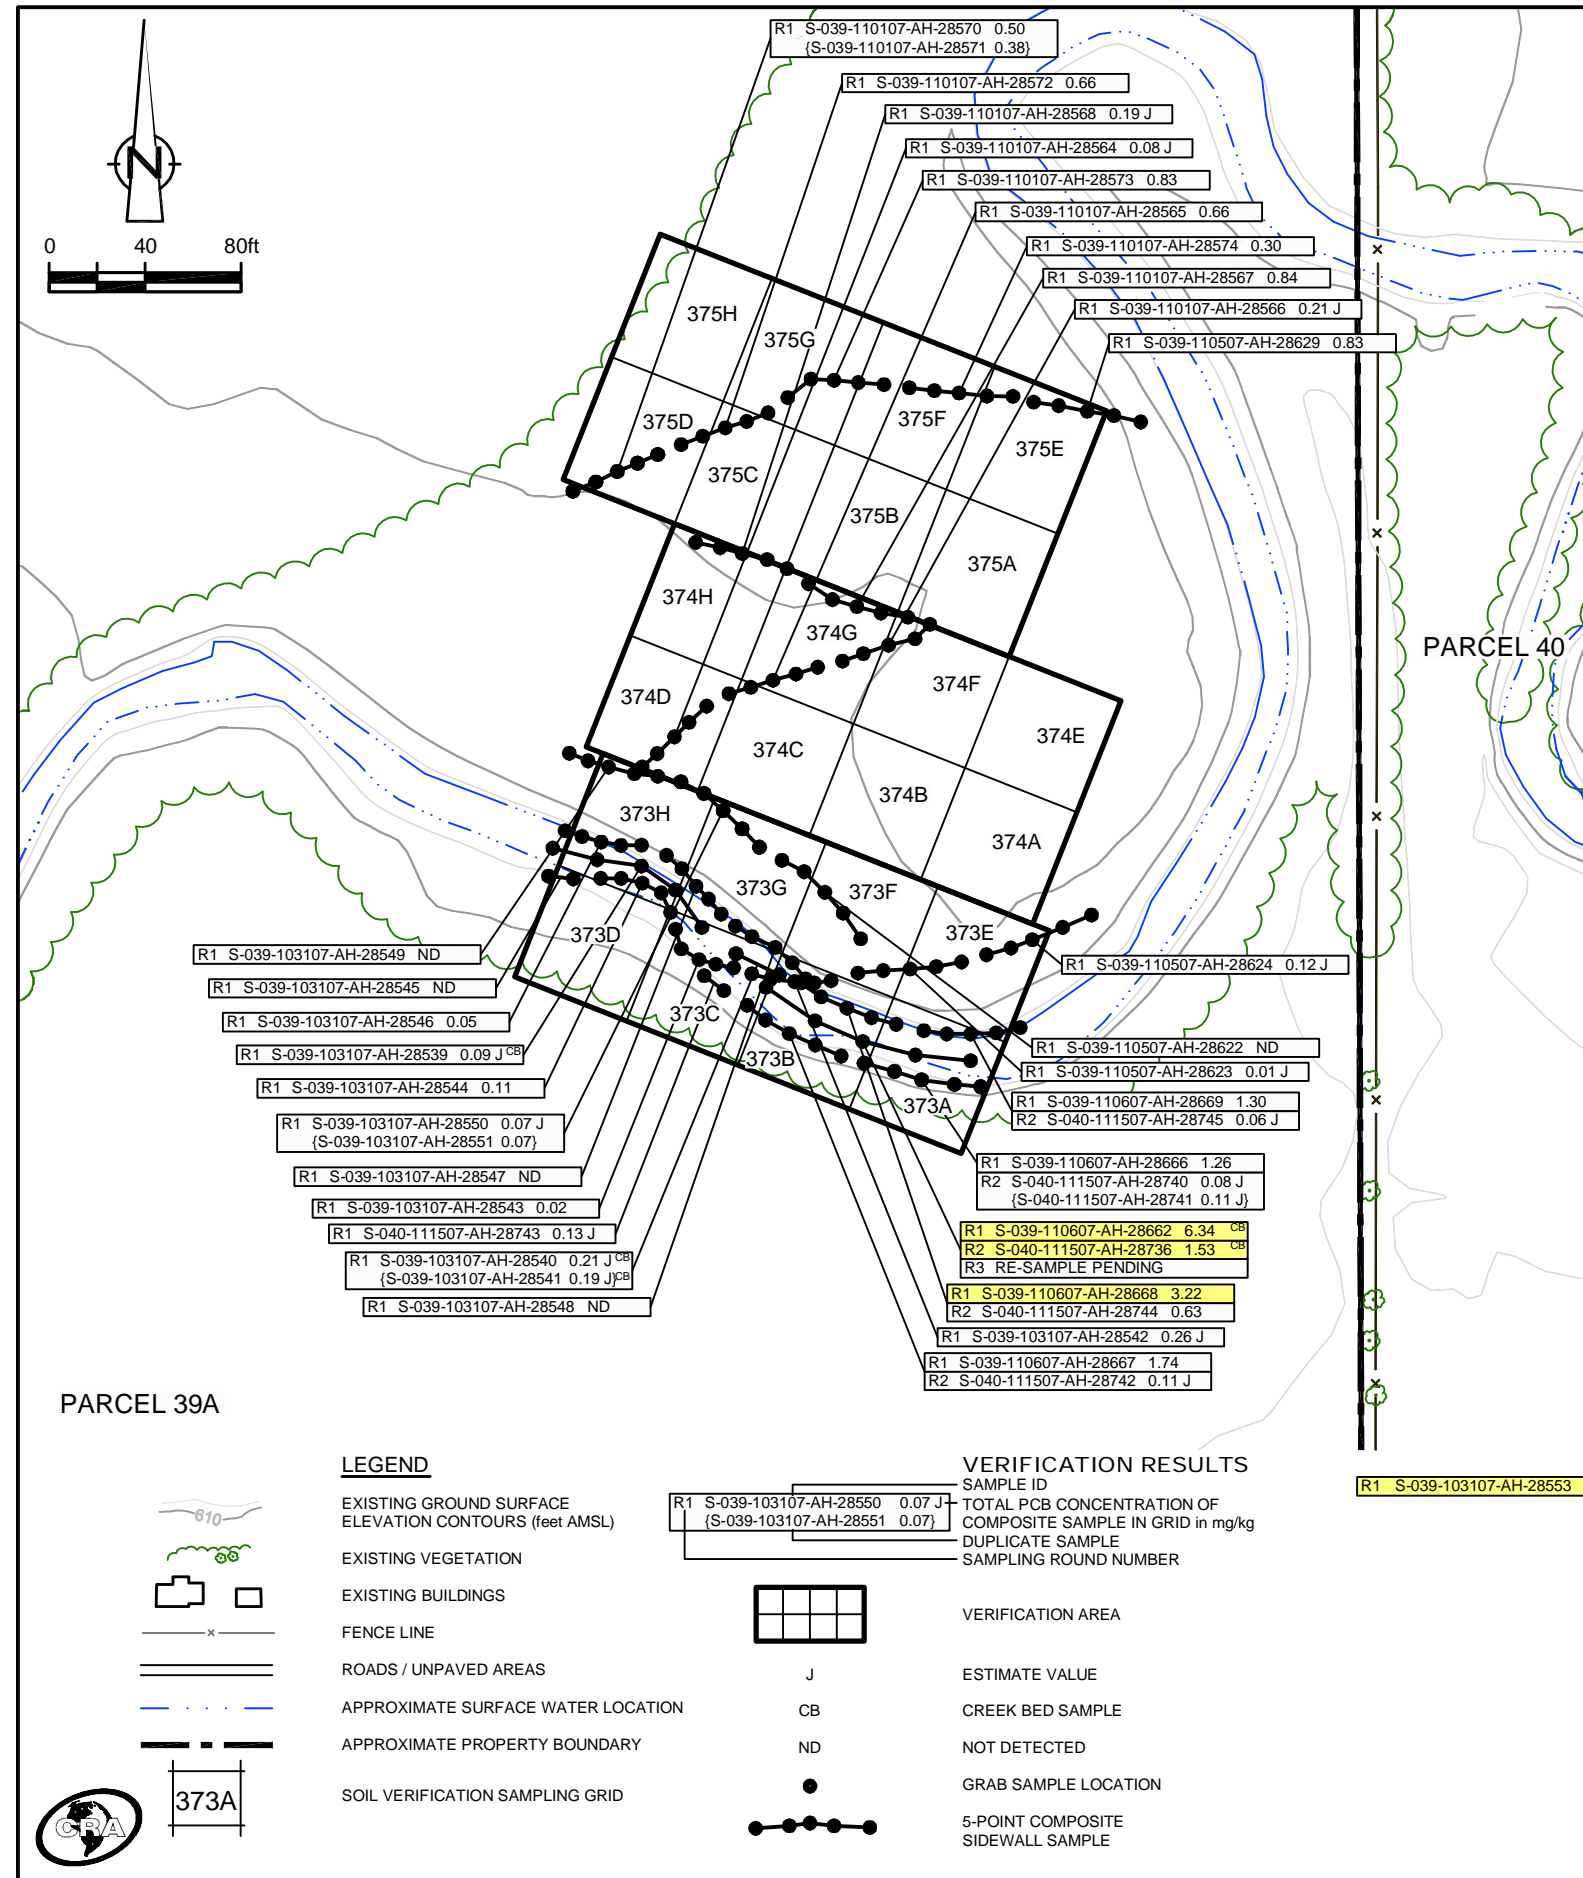 R1 S-039-110107-AH-28570 0.50
{S-039-110107-AH-28571 0.38}
R1 S-039-110107-AH-28572 0.66
R1 S-039-110107-AH-28568 0.19 J
R1 S-039-110107-AH-28564 0.08 J
R1 S-039-110107-AH-28573 0.83
R1 S-039-110107-AH-28565 0.66
R1 S-039-110107-AH-28574 0.30
R1 S-039-110107-AH-28567 0.84
R1 S-039-110107-AH-28566 0.21 J
R1 S-039-110507-AH-28629 0.83
N
0 40 80ft
375H
375G
375D
375F
375E
375C
375B
375A
374H
374G
374F
374D
374E
374C
374B
374A
373H
373G
373F
373E
373D
373C
373B
373A
PARCEL 40
R1 S-039-103107-AH-28549 ND
R1 S-039-103107-AH-28545 ND
R1 S-039-103107-AH-28546 0.05
R1 S-039-103107-AH-28539 0.09 J CB
R1 S-039-103107-AH-28544 0.11
R1 S-039-103107-AH-28550 0.07 J
{S-039-103107-AH-28551 0.07}
R1 S-039-103107-AH-28547 ND
R1 S-039-103107-AH-28543 0.02
R1 S-040-111507-AH-28743 0.13 J
R1 S-039-103107-AH-28540 0.21 J CB
{S-039-103107-AH-28541 0.19 J} CB
R1 S-039-103107-AH-28548 ND
R1 S-039-110507-AH-28624 0.12 J
R1 S-039-110507-AH-28622 ND
R1 S-039-110507-AH-28623 0.01 J
R1 S-039-110607-AH-28669 1.30
R2 S-040-111507-AH-28745 0.06 J
R1 S-039-110607-AH-28666 1.26
R2 S-040-111507-AH-28740 0.08 J
{S-040-111507-AH-28741 0.11 J}
R1 S-039-110607-AH-28662 6.34 CB
R2 S-040-111507-AH-28736 1.53 CB
R3 RE-SAMPLE PENDING
R1 S-039-110607-AH-28668 3.22
R2 S-040-111507-AH-28744 0.63
R1 S-039-103107-AH-28542 0.26 J
R1 S-039-110607-AH-28667 1.74
R2 S-040-111507-AH-28742 0.11 J
PARCEL 39A
R1 S-039-103107-AH-28553
LEGEND
610
EXISTING GROUND SURFACE
ELEVATION CONTOURS (feet AMSL)
EXISTING VEGETATION
EXISTING BUILDINGS
FENCE LINE
ROADS / UNPAVED AREAS
APPROXIMATE SURFACE WATER LOCATION
APPROXIMATE PROPERTY BOUNDARY
373A
SOIL VERIFICATION SAMPLING GRID
CRA
VERIFICATION RESULTS
R1 S-039-103107-AH-28550 0.07 J
{S-039-103107-AH-28551 0.07}
SAMPLE ID
TOTAL PCB CONCENTRATION OF
COMPOSITE SAMPLE IN GRID in mg/kg
DUPLICATE SAMPLE
SAMPLING ROUND NUMBER
VERIFICATION AREA
J ESTIMATE VALUE
CB CREEK BED SAMPLE
ND NOT DETECTED
GRAB SAMPLE LOCATION
5-POINT COMPOSITE
SIDEWALL SAMPLE